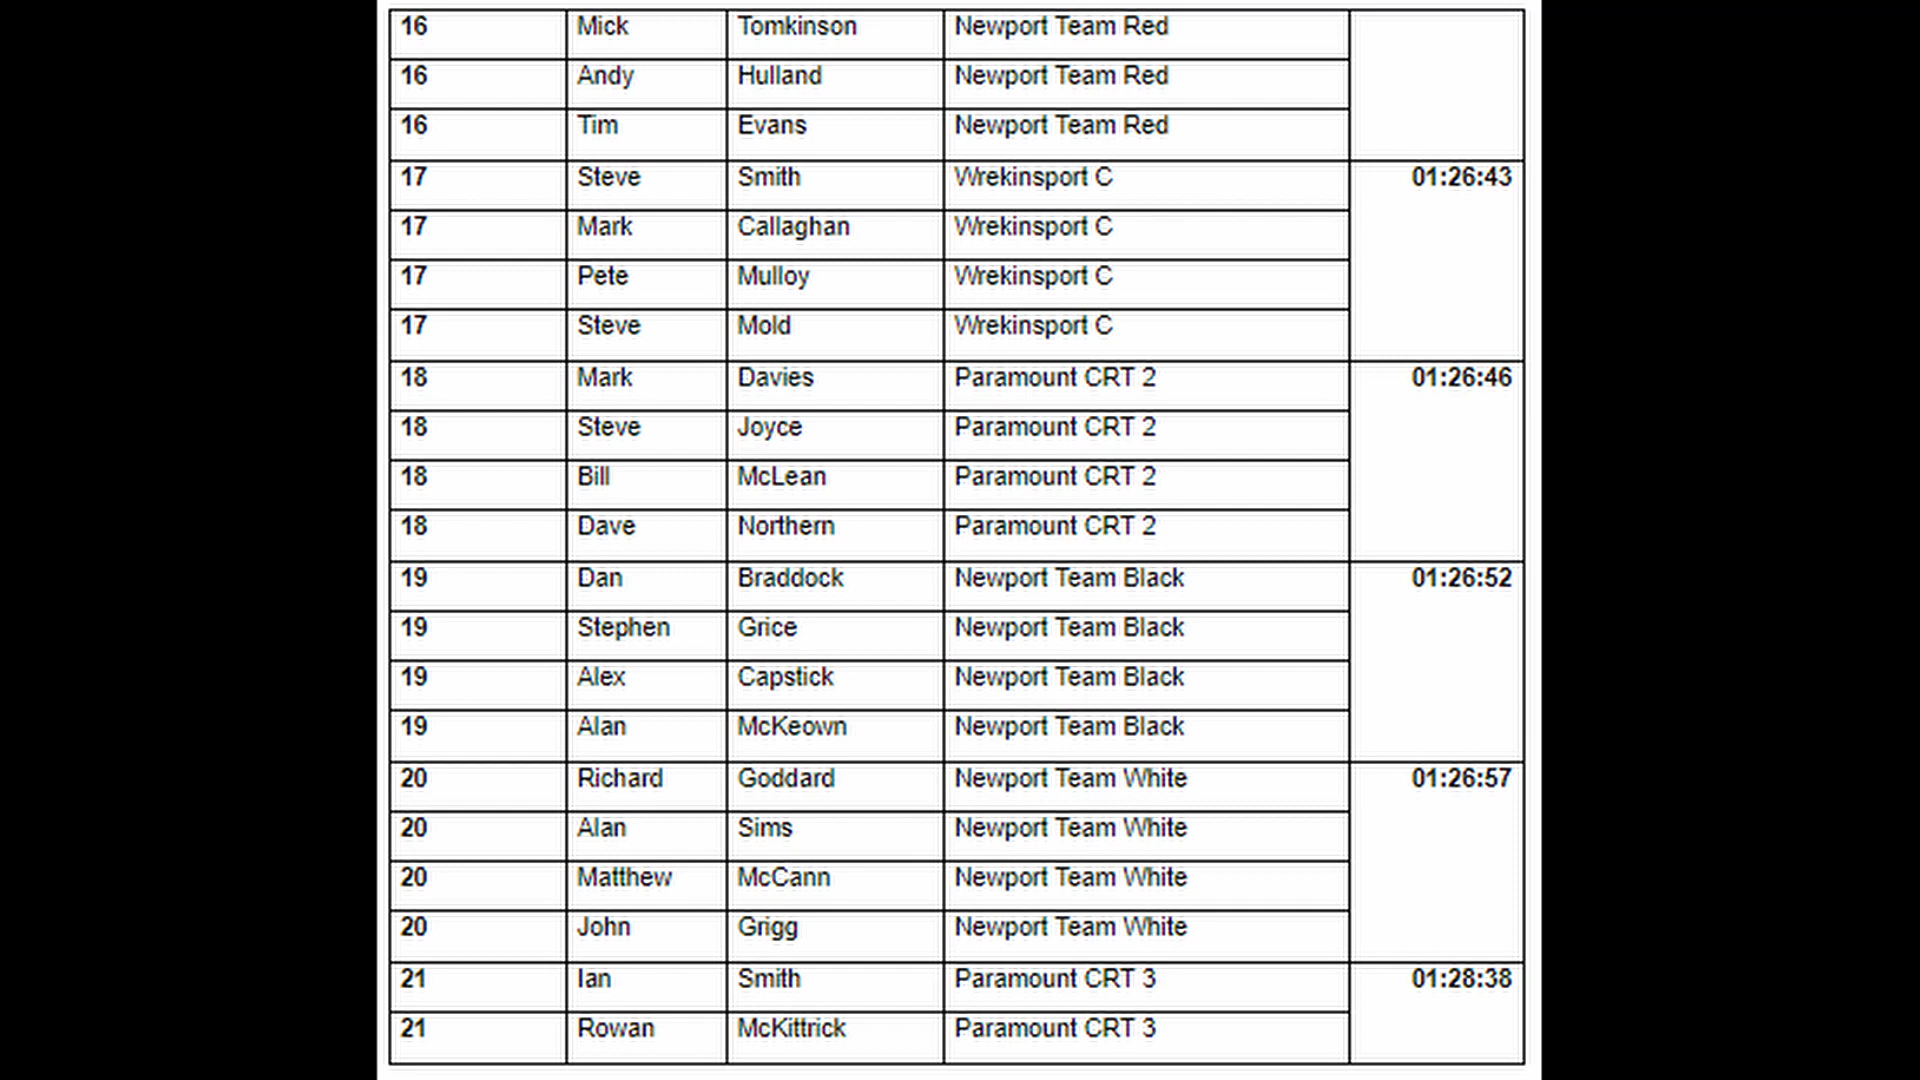 16 Mick Tomkinson Newport Team Red
16 Andy Hulland Newport Team Red
16 Tim Evans Newport Team Red
17 Steve Smith Wrekinsport C 01:26:43
17 Mark Callaghan Wrekinsport C
17 Pete Mulloy Wrekinsport C
17 Steve Mold Wrekinsport C
18 Mark Davies Paramount CRT 2 01:26:46
18 Steve Joyce Paramount CRT 2
18 Bill McLean Paramount CRT 2
18 Dave Northern Paramount CRT 2
19 Dan Braddock Newport Team Black 01:26:52
19 Stephen Grice Newport Team Black
19 Alex Capstick Newport Team Black
19 Alan McKeown Newport Team Black
20 Richard Goddard Newport Team White 01:26:57
20 Alan Sims Newport Team White
20 Matthew McCann Newport Team White
20 John Grigg Newport Team White
21 Ian Smith Paramount CRT 3 01:28:38
21 Rowan McKittrick Paramount CRT 3